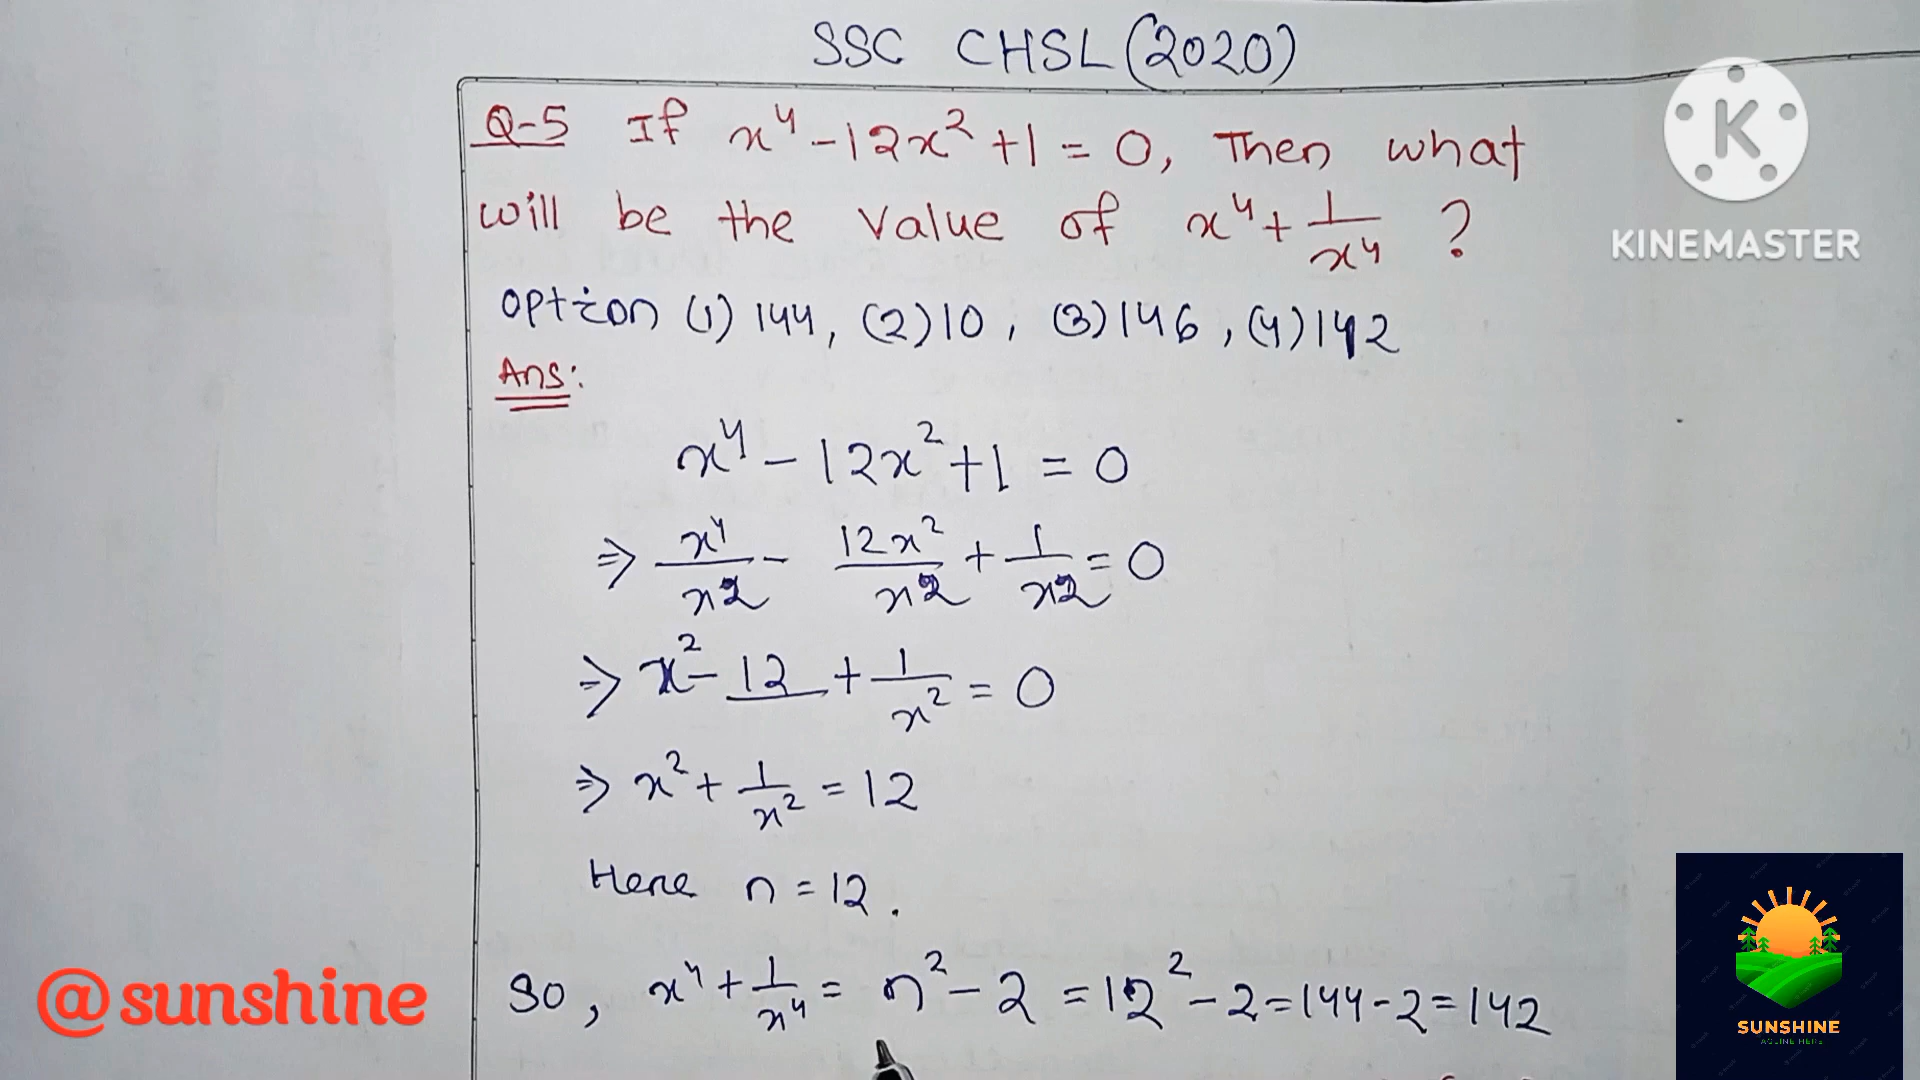 SSC CHSL (2020)
Q-5 If x⁴-12x²+1=0, Then what
will be the value of x⁴+1/x⁴ ?
option (1) 144, (2) 10, (3) 146, (4) 142
Ans:
x⁴-12x²+1=0
⇒ x⁴/x² - 12x²/x² + 1/x² = 0
⇒ x² - 12 + 1/x² = 0
⇒ x² + 1/x² = 12
Here n = 12.
So, x⁴+1/x⁴ = n²-2 = 12²-2=144-2=142
K
KINEMASTER
@sunshine
SUNSHINE